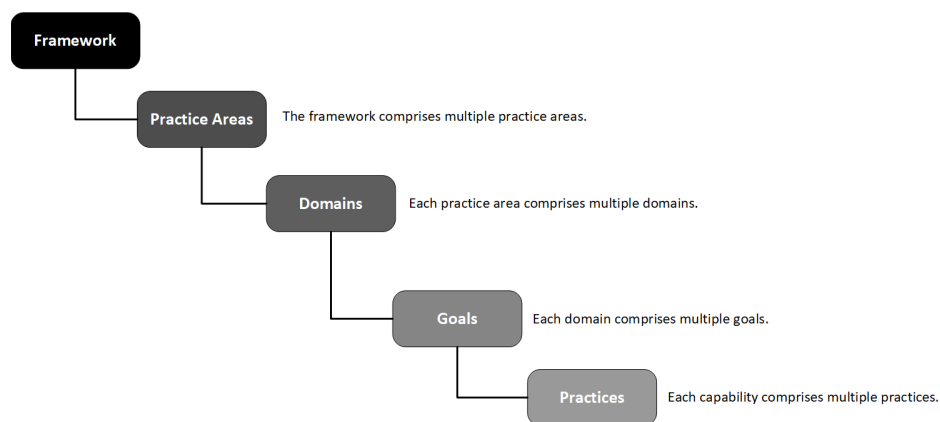 Framework
Practice Areas
The framework comprises multiple practice areas.
Domains
Each practice area comprises multiple domains.
Goals
Each domain comprises multiple goals.
Practices
Each capability comprises multiple practices.